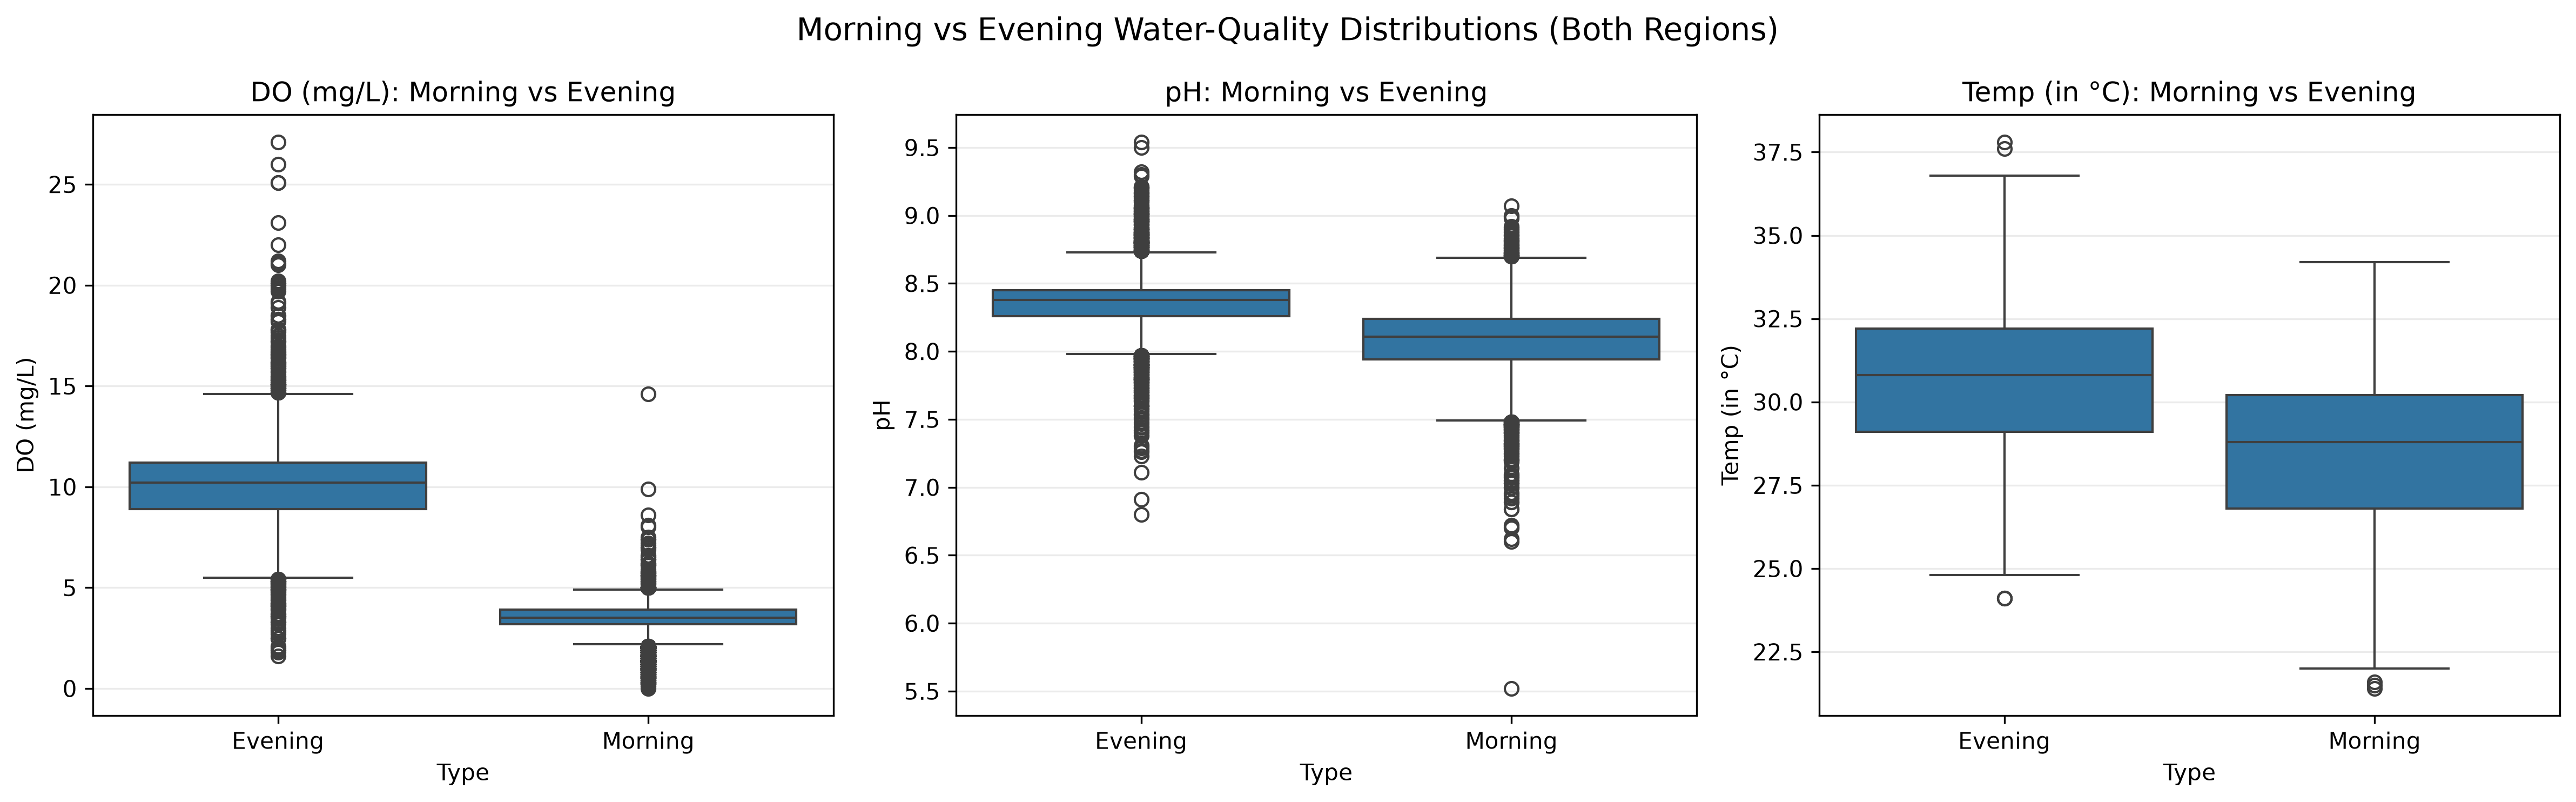 Morning vs Evening Water-Quality Distributions (Both Regions)
DO (mg/L): Morning vs Evening
DO (mg/L)
25
20
15
10
5
0
Evening
Morning
Type
pH: Morning vs Evening
pH
9.5
9.0
8.5
8.0
7.5
7.0
6.5
6.0
5.5
Evening
Morning
Type
Temp (in °C): Morning vs Evening
Temp (in °C)
37.5
35.0
32.5
30.0
27.5
25.0
22.5
Evening
Morning
Type